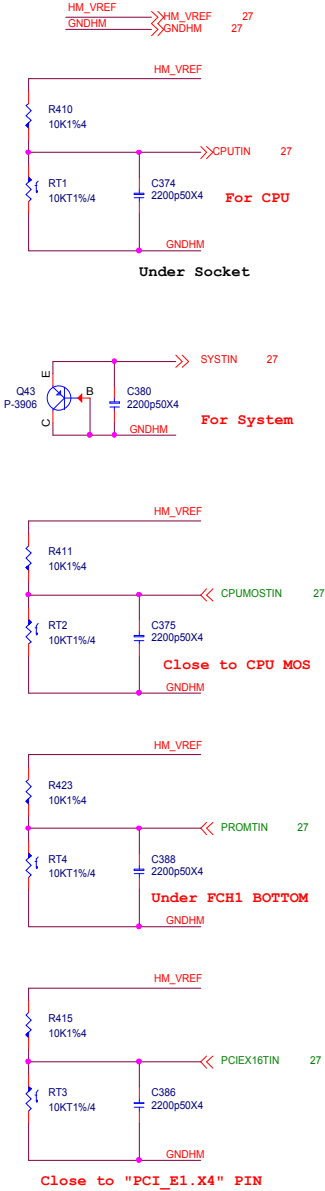 HM_VREF
HM_VREF 27
GNDHM
GNDHM 27
HM_VREF
R410
10K1%4
CPUTIN 27
RT1
10KT1%/4
C374
2200p50X4
For CPU
GNDHM
Under Socket
E
SYSTIN 27
Q43
P-3906
B
C380
2200p50X4
C
GNDHM
For System
HM_VREF
R411
10K1%4
CPUMOSTIN 27
RT2
10KT1%/4
C375
2200p50X4
Close to CPU MOS
GNDHM
HM_VREF
R423
10K1%4
PROMTIN 27
RT4
10KT1%/4
C388
2200p50X4
Under FCH1 BOTTOM
GNDHM
HM_VREF
R415
10K1%4
PCIEX16TIN 27
RT3
10KT1%/4
C386
2200p50X4
GNDHM
Close to "PCI_E1.X4" PIN